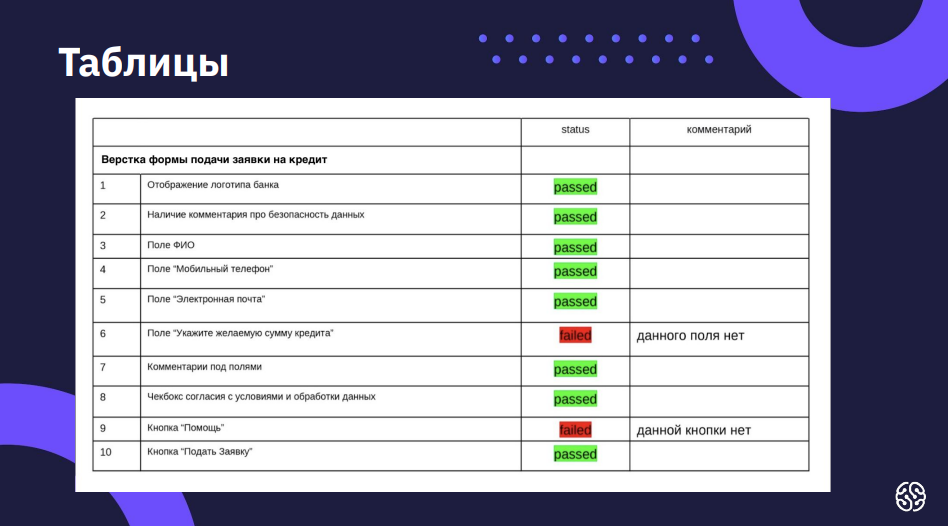 Таблицы
status комментарий
Верстка формы подачи заявки на кредит
1 Отображение логотипа банка passed
2 Наличие комментария про безопасность данных passed
3 Поле ФИО passed
4 Поле "Мобильный телефон" passed
5 Поле "Электронная почта" passed
6 Поле "Укажите желаемую сумму кредита" failed данного поля нет
7 Комментарии под полями passed
8 Чекбокс согласия с условиями и обработки данных passed
9 Кнопка "Помощь" failed данной кнопки нет
10 Кнопка "Подать Заявку" passed